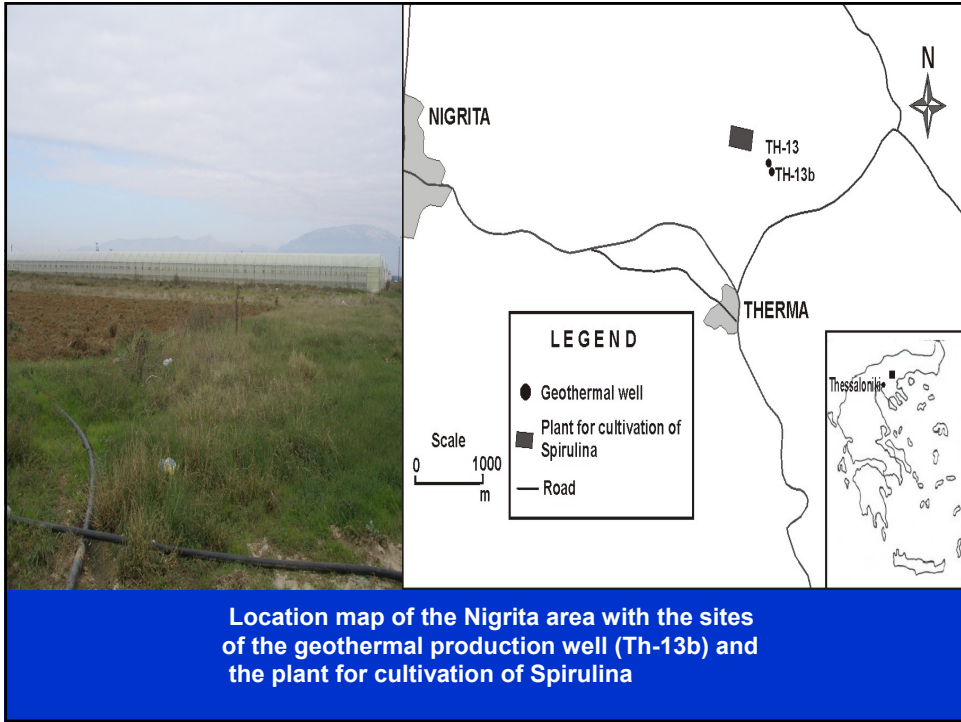 N
NIGRITA
TH-13
TH-13b
THERMA
LEGEND
Geothermal well
Plant for cultivation of
Spirulina
Road
Scale
0 1000
m
Thessaloniki
Location map of the Nigrita area with the sites
of the geothermal production well (Th-13b) and
the plant for cultivation of Spirulina